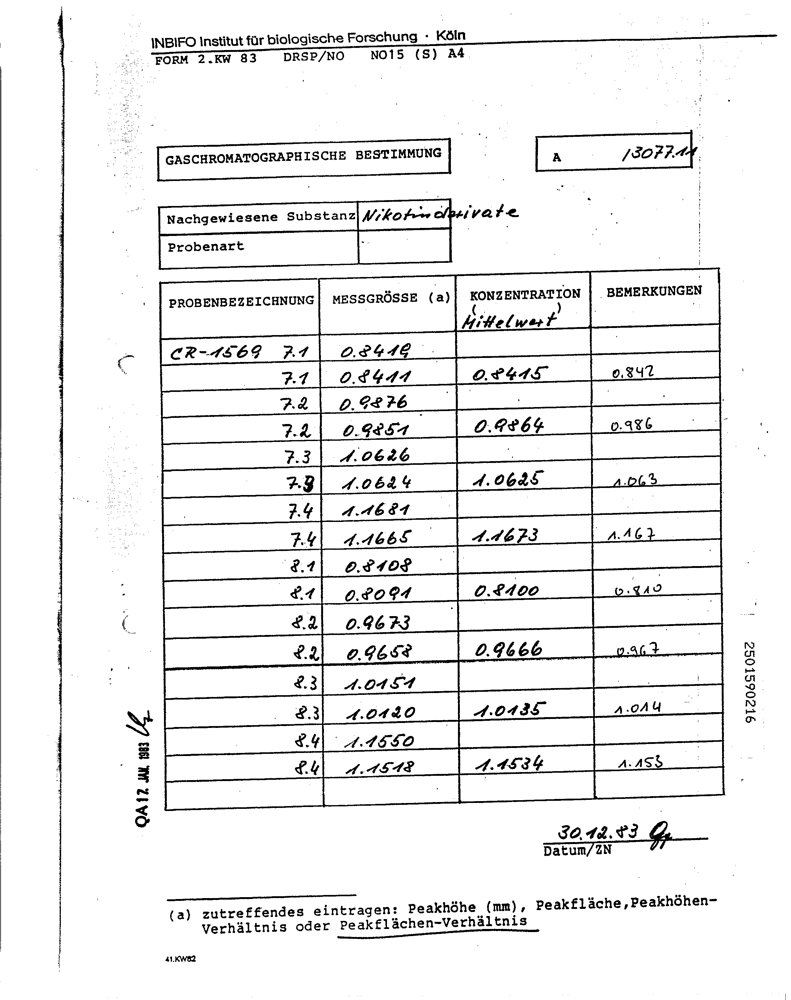 INBIFO Institut für biologische Forschung · Köln
FORM 2.KW 83 DRSP/NO NO15 (S) A4
GASCHROMATOGRAPHISCHE BESTIMMUNG
A 13077.11
Nachgewiesene Substanz Nikotinderivate
Probenart
PROBENBEZEICHNUNG MESSGRÖSSE (a) KONZENTRATION BEMERKUNGEN
(Mittelwert)
CR-1569 7.1 0.8419
7.1 0.8411 0.8415 0.842
7.2 0.9876
7.2 0.9851 0.9864 0.986
7.3 1.0626
7.3 1.0624 1.0625 1.063
7.4 1.1681
7.4 1.1665 1.1673 1.167
8.1 0.8108
8.1 0.8091 0.8100 0.810
8.2 0.9673
8.2 0.9658 0.9666 0.967
8.3 1.0151
8.3 1.0120 1.0135 1.014
8.4 1.1550
8.4 1.1518 1.1534 1.153
QA 17. JAN. 1983
2501590216
30.12.83
Datum/ZN
(a) zutreffendes eintragen: Peakhöhe (mm), Peakfläche,Peakhöhen-
Verhältnis oder Peakflächen-Verhältnis
41.KW82